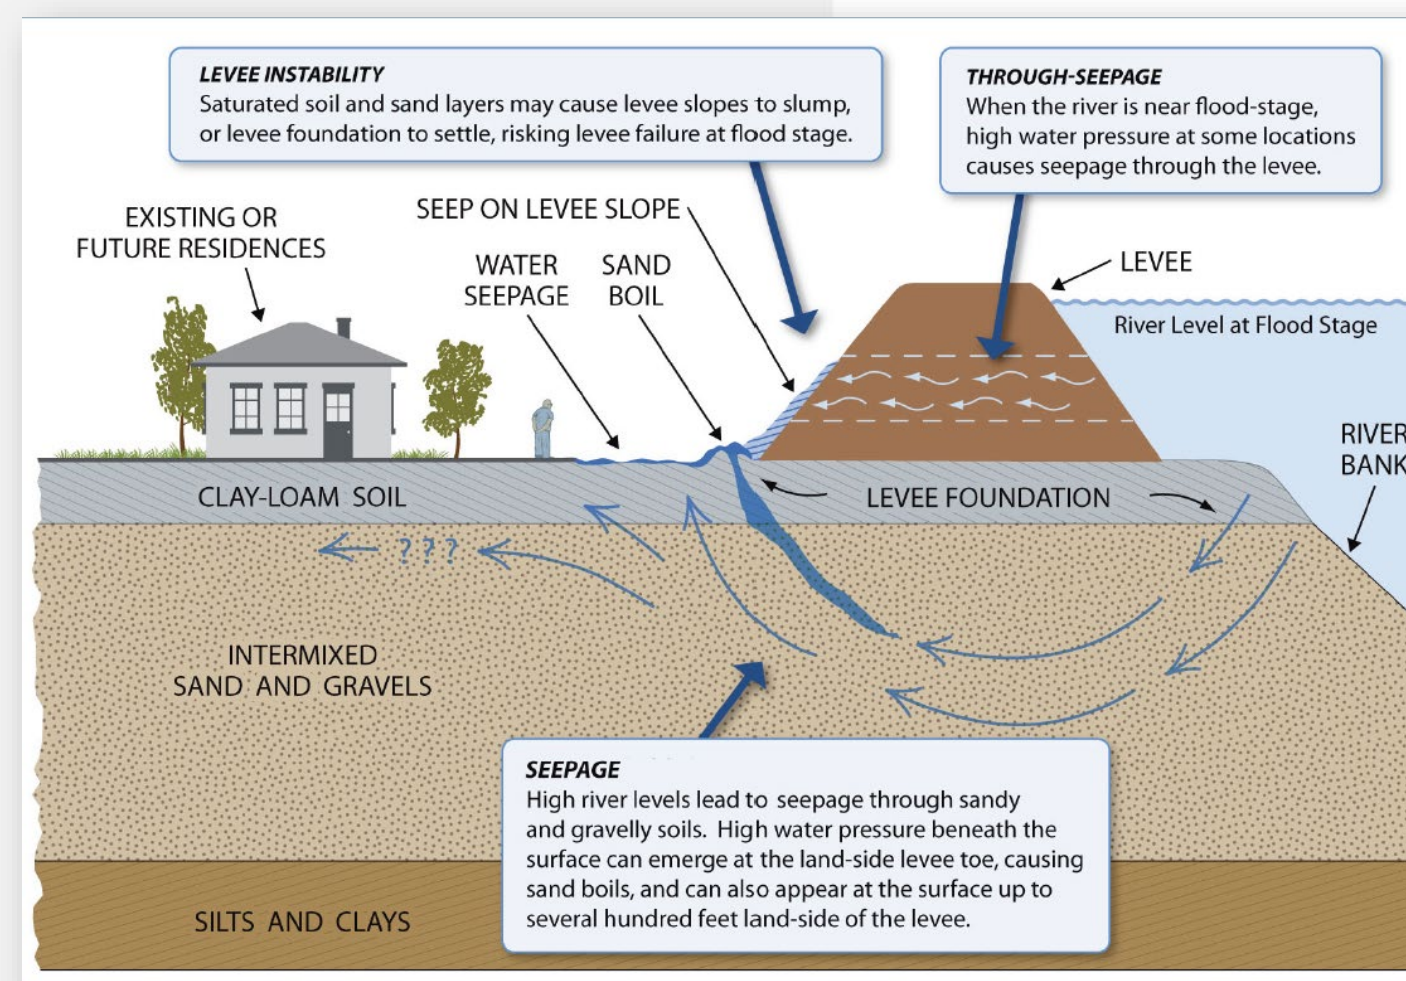 LEVEE INSTABILITY
Saturated soil and sand layers may cause levee slopes to slump,
or levee foundation to settle, risking levee failure at flood stage.
THROUGH-SEEPAGE
When the river is near flood-stage,
high water pressure at some locations
causes seepage through the levee.
EXISTING OR
FUTURE RESIDENCES
SEEP ON LEVEE SLOPE
WATER
SEEPAGE
SAND
BOIL
LEVEE
River Level at Flood Stage
RIVER
BANK
CLAY-LOAM SOIL
LEVEE FOUNDATION
???
INTERMIXED
SAND AND GRAVELS
SEEPAGE
High river levels lead to seepage through sandy
and gravelly soils. High water pressure beneath the
surface can emerge at the land-side levee toe, causing
sand boils, and can also appear at the surface up to
several hundred feet land-side of the levee.
SILTS AND CLAYS